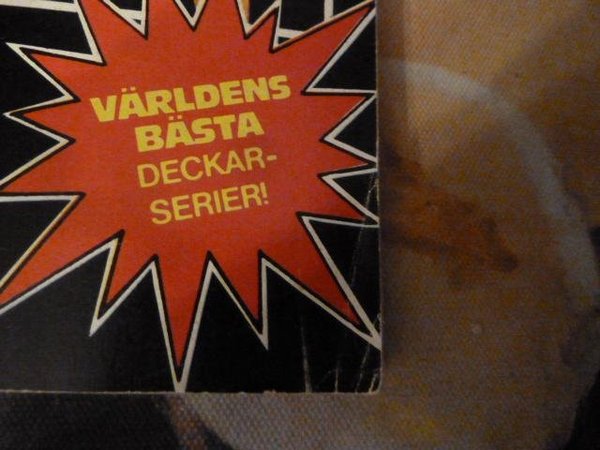 VÄRLDENS
BÄSTA
DECKAR-
SERIER!